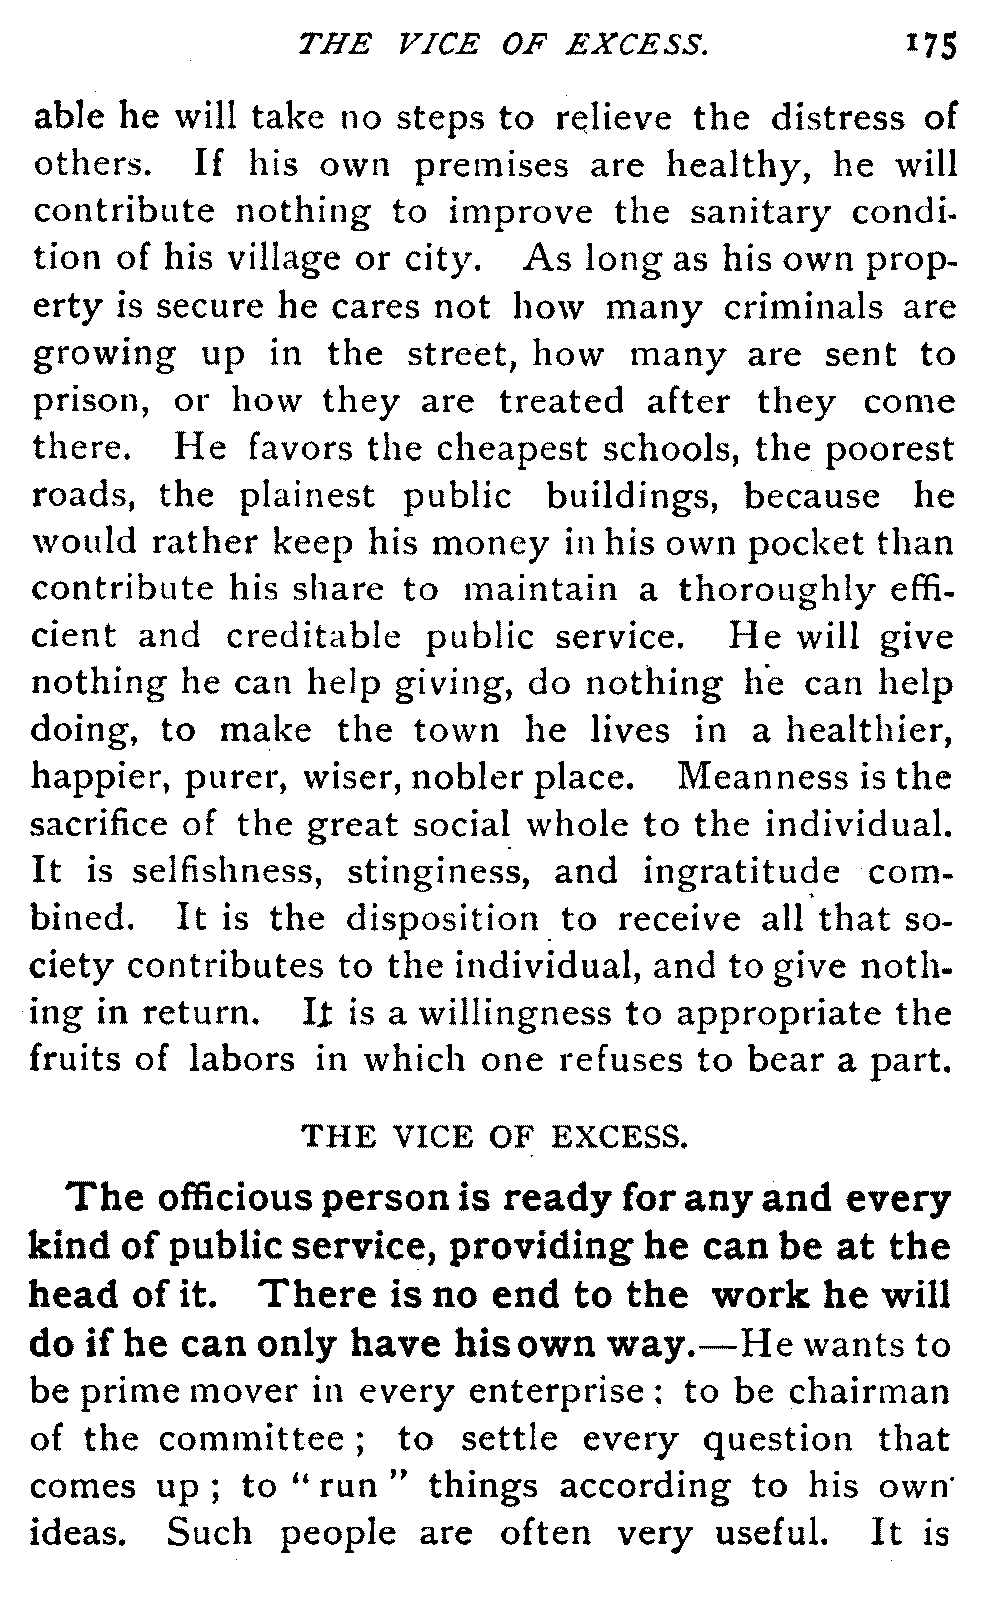 THE VICE OF EXCESS. 175
able he will take no steps to relieve the distress of
others. If his own premises are healthy, he will
contribute nothing to improve the sanitary condi-
tion of his village or city. As long as his own prop-
erty is secure he cares not how many criminals are
growing up in the street, how many are sent to
prison, or how they are treated after they come
there. He favors the cheapest schools, the poorest
roads, the plainest public buildings, because he
would rather keep his money in his own pocket than
contribute his share to maintain a thoroughly effi-
cient and creditable public service. He will give
nothing he can help giving, do nothing he can help
doing, to make the town he lives in a healthier,
happier, purer, wiser, nobler place. Meanness is the
sacrifice of the great social whole to the individual.
It is selfishness, stinginess, and ingratitude com-
bined. It is the disposition to receive all that so-
ciety contributes to the individual, and to give noth-
ing in return. It is a willingness to appropriate the
fruits of labors in which one refuses to bear a part.
THE VICE OF EXCESS.
The officious person is ready for any and every
kind of public service, providing he can be at the
head of it. There is no end to the work he will
do if he can only have his own way.—He wants to
be prime mover in every enterprise: to be chairman
of the committee; to settle every question that
comes up; to "run" things according to his own
ideas. Such people are often very useful. It is